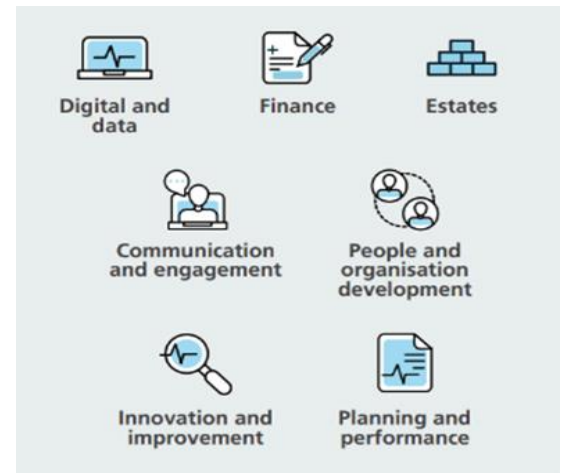 Digital and
data
Finance
Estates
Communication
and engagement
People and
organisation
development
Innovation and
improvement
Planning and
performance